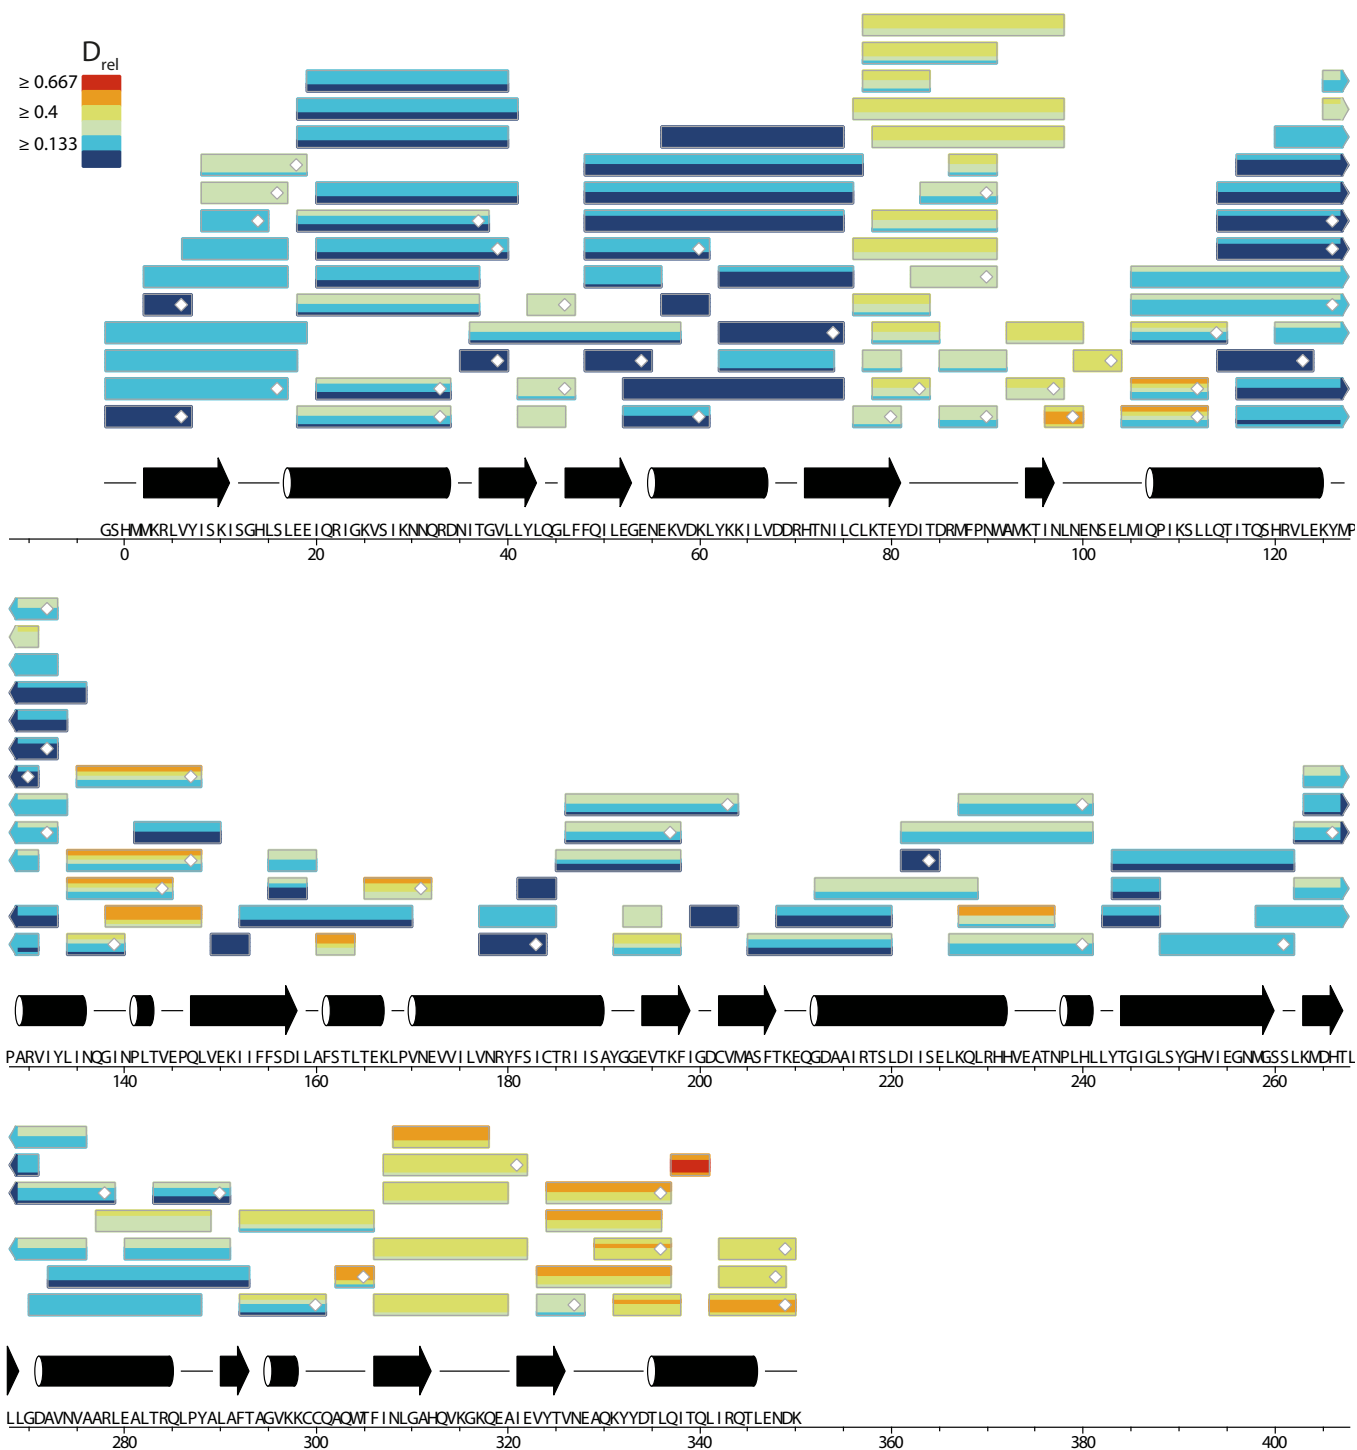 D
rel
≥ 0.667
≥ 0.4
≥ 0.133
GSHMMKRLVYISKISGHLSLEEIQRIGKVSIKNNQRDNITGVLLYLQGLFFQILEGENEKVDKLYKKILVDDRHTNILCLKTEYDITDRMFPNWAMKTINLNENSELMIQPIKSLLQTITQSHRVLEKYMP
0 20 40 60 80 100 120
PARVIYLINQGINPLTVEPQLVEKIIFFSDILAFSTLTEKLPVNEVVILVNRYFSICTRIISAYGGEVTKFIGDCVMASFTKEQGDAAIRTSLDIISELKQLRHHVEATNPLHLLYTGIGLSYGHVIEGNMGSSLKMDHTL
140 160 180 200 220 240 260
LLGDAVNVAARLEALTRQLPYALAFTAGVKKCCQAQWTFINLGAHQVKGKQEAIEVYTVNEAQKYYDTLQITQLIRQTLENDK
280 300 320 340 360 380 400